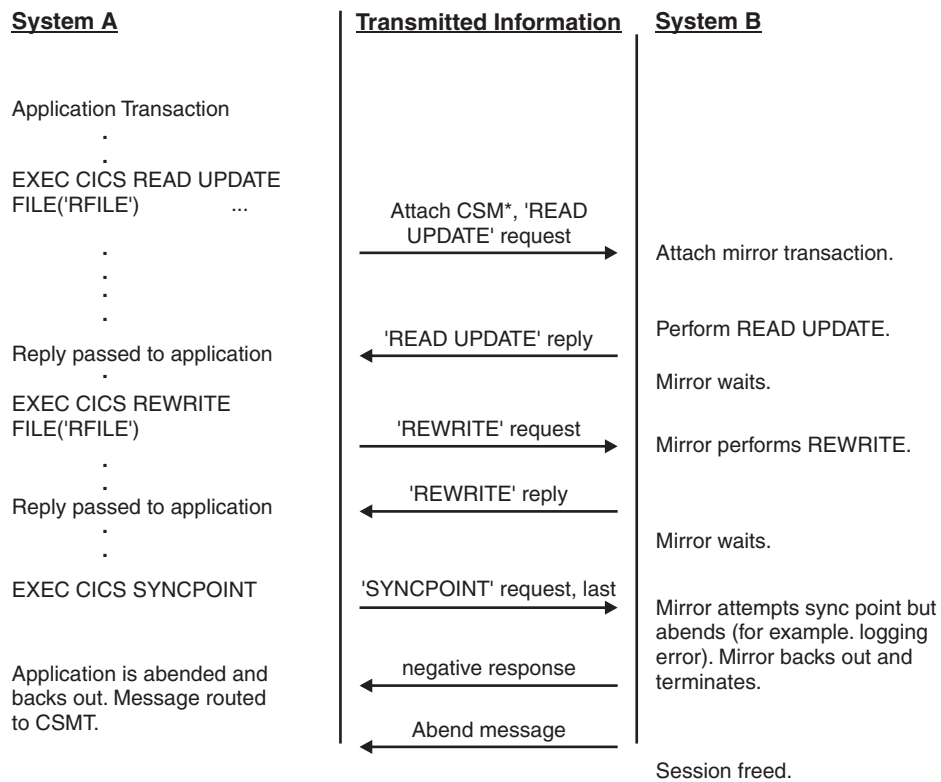 System A
Transmitted Information
System B
Application Transaction
.
.
EXEC CICS READ UPDATE
FILE('RFILE') ...
Attach CSM*, 'READ
UPDATE' request
Attach mirror transaction.
.
.
.
.
Perform READ UPDATE.
'READ UPDATE' reply
Reply passed to application
.
Mirror waits.
EXEC CICS REWRITE
FILE('RFILE')
'REWRITE' request
Mirror performs REWRITE.
.
.
'REWRITE' reply
Reply passed to application
.
.
Mirror waits.
EXEC CICS SYNCPOINT
'SYNCPOINT' request, last
Mirror attempts sync point but
abends (for example. logging
error). Mirror backs out and
terminates.
negative response
Application is abended and
backs out. Message routed
to CSMT.
Abend message
Session freed.